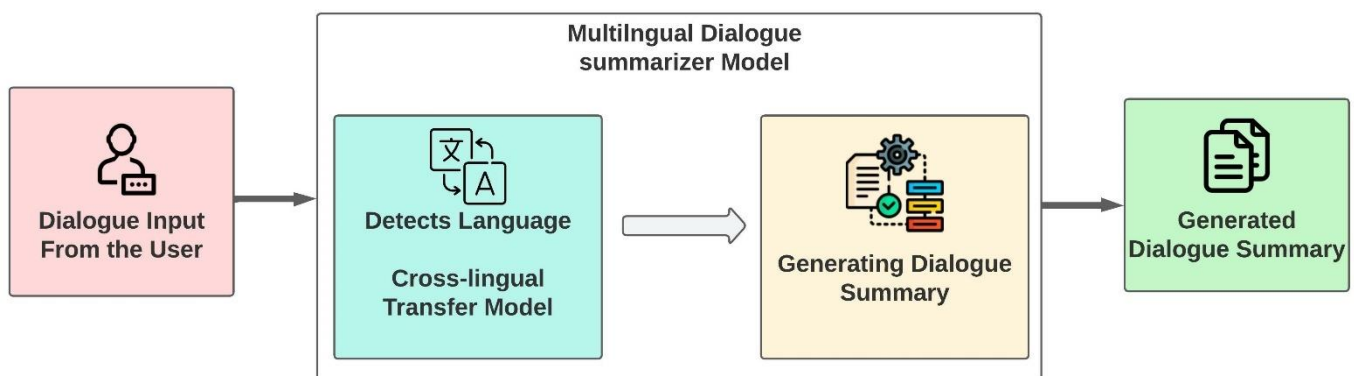 Multilngual Dialogue
summarizer Model
Dialogue Input
From the User
文
A
Detects Language
Cross-lingual
Transfer Model
Generating Dialogue
Summary
Generated
Dialogue Summary